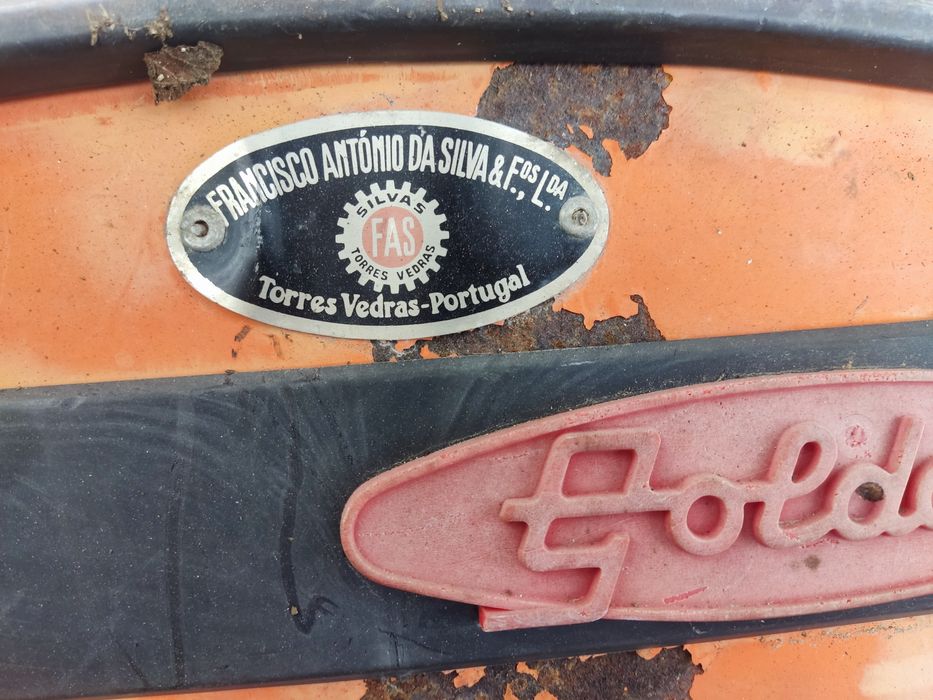 FRANCISCO ANTÓNIO DA SILVA & F.OS, L.DA
SILVAS
FAS
TORRES VEDRAS
Torres Vedras-Portugal